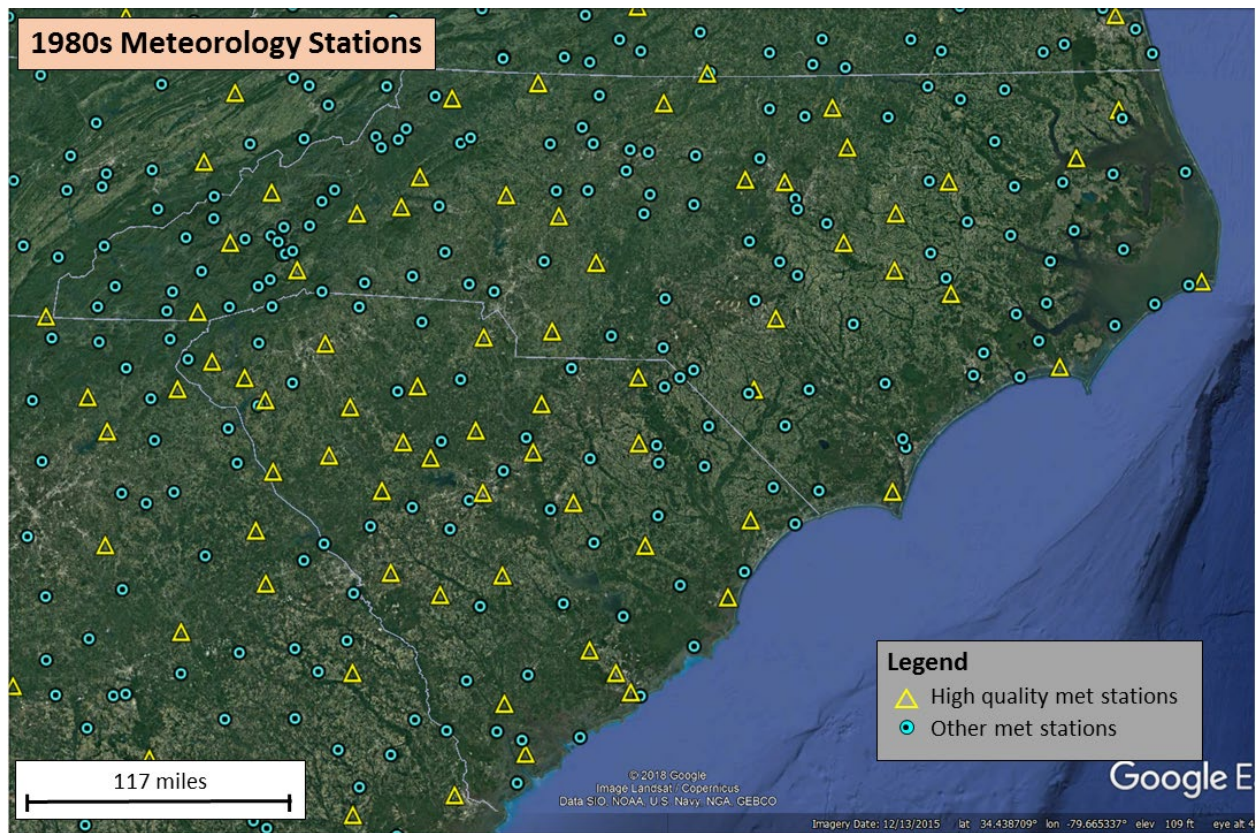 1980s Meteorology Stations
Legend
High quality met stations
Other met stations
117 miles
© 2018 Google
Image Landsat / Copernicus
Data SIO, NOAA, U.S. Navy, NGA, GEBCO
Google E
Imagery Date: 12/13/2015 lat 34.438709° lon -79.665337° elev 109 ft eye alt 4